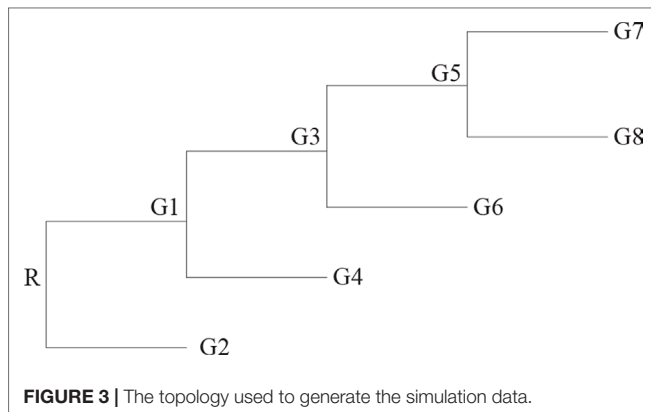 G7
G5
G8
G3
G6
G1
G4
R
G2
FIGURE 3 | The topology used to generate the simulation data.